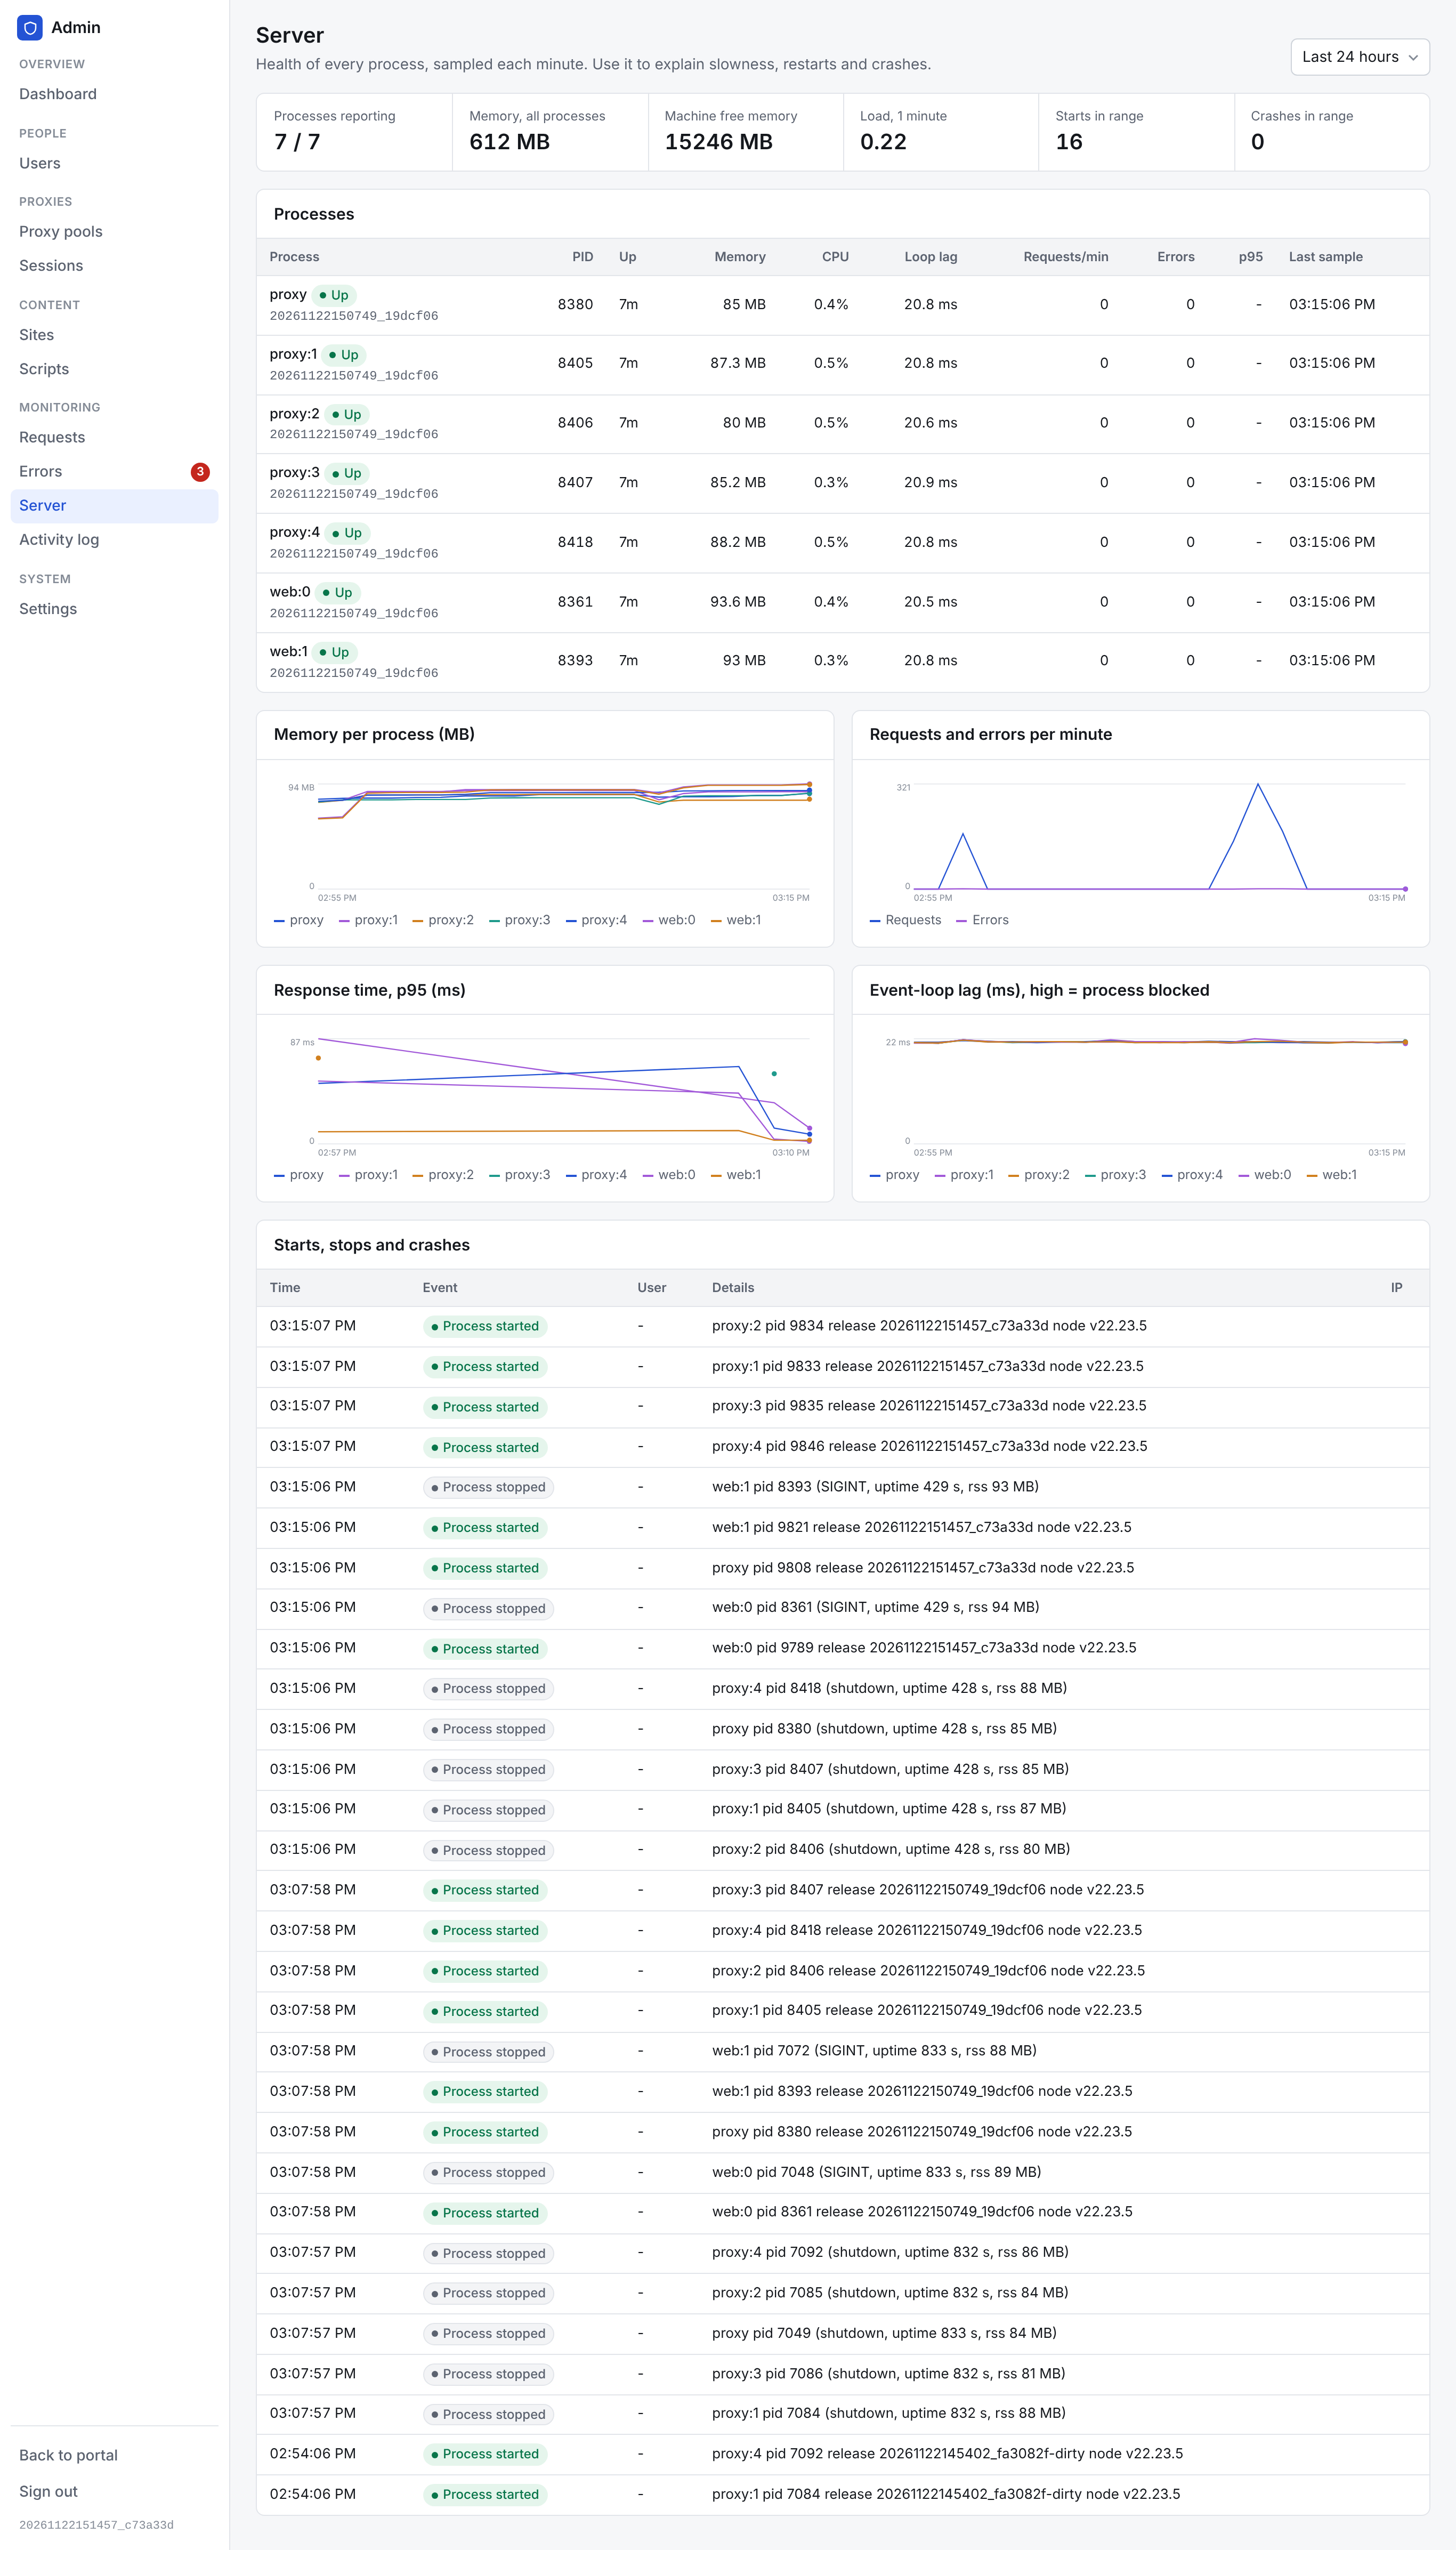 Admin
OVERVIEW
Dashboard
PEOPLE
Users
PROXIES
Proxy pools
Sessions
CONTENT
Sites
Scripts
MONITORING
Requests
Errors 3
Server
Activity log
SYSTEM
Settings
Back to portal
Sign out
20261122151457_c73a33d
Server
Health of every process, sampled each minute. Use it to explain slowness, restarts and crashes.
Last 24 hours
Processes reporting
7 / 7
Memory, all processes
612 MB
Machine free memory
15246 MB
Load, 1 minute
0.22
Starts in range
16
Crashes in range
0
Processes
Process PID Up Memory CPU Loop lag Requests/min Errors p95 Last sample
proxy Up 8380 7m 85 MB 0.4% 20.8 ms 0 0 - 03:15:06 PM
20261122150749_19dcf06
proxy:1 Up 8405 7m 87.3 MB 0.5% 20.8 ms 0 0 - 03:15:06 PM
20261122150749_19dcf06
proxy:2 Up 8406 7m 80 MB 0.5% 20.6 ms 0 0 - 03:15:06 PM
20261122150749_19dcf06
proxy:3 Up 8407 7m 85.2 MB 0.3% 20.9 ms 0 0 - 03:15:06 PM
20261122150749_19dcf06
proxy:4 Up 8418 7m 88.2 MB 0.5% 20.8 ms 0 0 - 03:15:06 PM
20261122150749_19dcf06
web:0 Up 8361 7m 93.6 MB 0.4% 20.5 ms 0 0 - 03:15:06 PM
20261122150749_19dcf06
web:1 Up 8393 7m 93 MB 0.3% 20.8 ms 0 0 - 03:15:06 PM
20261122150749_19dcf06
Memory per process (MB)
94 MB
0
02:55 PM 03:15 PM
proxy proxy:1 proxy:2 proxy:3 proxy:4 web:0 web:1
Requests and errors per minute
321
0
02:55 PM 03:15 PM
Requests Errors
Response time, p95 (ms)
87 ms
0
02:57 PM 03:10 PM
proxy proxy:1 proxy:2 proxy:3 proxy:4 web:0 web:1
Event-loop lag (ms), high = process blocked
22 ms
0
02:55 PM 03:15 PM
proxy proxy:1 proxy:2 proxy:3 proxy:4 web:0 web:1
Starts, stops and crashes
Time Event User Details IP
03:15:07 PM Process started - proxy:2 pid 9834 release 20261122151457_c73a33d node v22.23.5
03:15:07 PM Process started - proxy:1 pid 9833 release 20261122151457_c73a33d node v22.23.5
03:15:07 PM Process started - proxy:3 pid 9835 release 20261122151457_c73a33d node v22.23.5
03:15:07 PM Process started - proxy:4 pid 9846 release 20261122151457_c73a33d node v22.23.5
03:15:06 PM Process stopped - web:1 pid 8393 (SIGINT, uptime 429 s, rss 93 MB)
03:15:06 PM Process started - web:1 pid 9821 release 20261122151457_c73a33d node v22.23.5
03:15:06 PM Process started - proxy pid 9808 release 20261122151457_c73a33d node v22.23.5
03:15:06 PM Process stopped - web:0 pid 8361 (SIGINT, uptime 429 s, rss 94 MB)
03:15:06 PM Process started - web:0 pid 9789 release 20261122151457_c73a33d node v22.23.5
03:15:06 PM Process stopped - proxy:4 pid 8418 (shutdown, uptime 428 s, rss 88 MB)
03:15:06 PM Process stopped - proxy pid 8380 (shutdown, uptime 428 s, rss 85 MB)
03:15:06 PM Process stopped - proxy:3 pid 8407 (shutdown, uptime 428 s, rss 85 MB)
03:15:06 PM Process stopped - proxy:1 pid 8405 (shutdown, uptime 428 s, rss 87 MB)
03:15:06 PM Process stopped - proxy:2 pid 8406 (shutdown, uptime 428 s, rss 80 MB)
03:07:58 PM Process started - proxy:3 pid 8407 release 20261122150749_19dcf06 node v22.23.5
03:07:58 PM Process started - proxy:4 pid 8418 release 20261122150749_19dcf06 node v22.23.5
03:07:58 PM Process started - proxy:2 pid 8406 release 20261122150749_19dcf06 node v22.23.5
03:07:58 PM Process started - proxy:1 pid 8405 release 20261122150749_19dcf06 node v22.23.5
03:07:58 PM Process stopped - web:1 pid 7072 (SIGINT, uptime 833 s, rss 88 MB)
03:07:58 PM Process started - web:1 pid 8393 release 20261122150749_19dcf06 node v22.23.5
03:07:58 PM Process started - proxy pid 8380 release 20261122150749_19dcf06 node v22.23.5
03:07:58 PM Process stopped - web:0 pid 7048 (SIGINT, uptime 833 s, rss 89 MB)
03:07:58 PM Process started - web:0 pid 8361 release 20261122150749_19dcf06 node v22.23.5
03:07:57 PM Process stopped - proxy:4 pid 7092 (shutdown, uptime 832 s, rss 86 MB)
03:07:57 PM Process stopped - proxy:2 pid 7085 (shutdown, uptime 832 s, rss 84 MB)
03:07:57 PM Process stopped - proxy pid 7049 (shutdown, uptime 833 s, rss 84 MB)
03:07:57 PM Process stopped - proxy:3 pid 7086 (shutdown, uptime 832 s, rss 81 MB)
03:07:57 PM Process stopped - proxy:1 pid 7084 (shutdown, uptime 832 s, rss 88 MB)
02:54:06 PM Process started - proxy:4 pid 7092 release 20261122145402_fa3082f-dirty node v22.23.5
02:54:06 PM Process started - proxy:1 pid 7084 release 20261122145402_fa3082f-dirty node v22.23.5